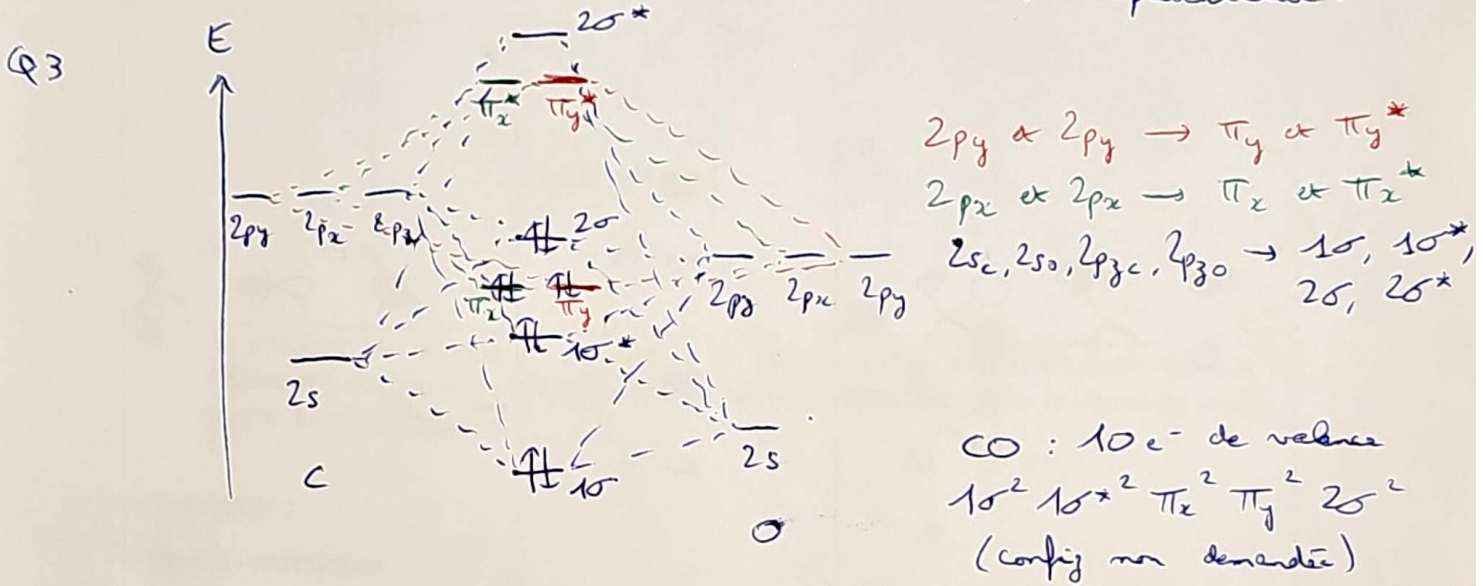 Q3
E
2σ*
πx* πy*
2py 2px 2pz
2σ
πx πy
1σ*
2py 2px 2py
2s
1σ
2s
C
O
2py et 2py → πy et πy*
2px et 2px → πx et πx*
2sC, 2sO, 2pzC, 2pzO → 1σ, 1σ*,
2σ, 2σ*
CO : 10 e⁻ de valence
1σ² 1σ*² πx² πy² 2σ²
(config non demandée)